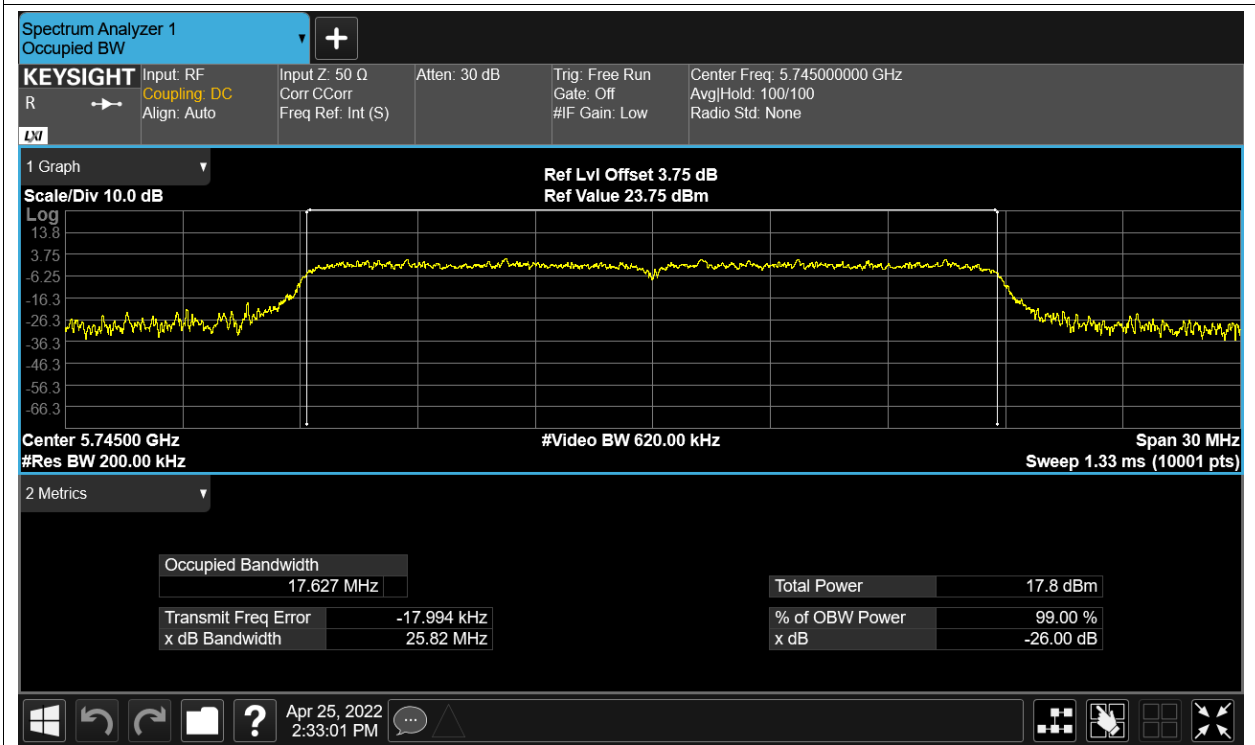 Spectrum Analyzer 1
Occupied BW
KEYSIGHT
R
LXI
Input: RF
Coupling: DC
Align: Auto
Input Z: 50 Ω
Corr CCorr
Freq Ref: Int (S)
Atten: 30 dB
Trig: Free Run
Gate: Off
#IF Gain: Low
Center Freq: 5.745000000 GHz
Avg|Hold: 100/100
Radio Std: None
1 Graph
Scale/Div 10.0 dB
Ref Lvl Offset 3.75 dB
Ref Value 23.75 dBm
Log
13.8
3.75
-6.25
-16.3
-26.3
-36.3
-46.3
-56.3
-66.3
Center 5.74500 GHz
#Video BW 620.00 kHz
Span 30 MHz
#Res BW 200.00 kHz
Sweep 1.33 ms (10001 pts)
2 Metrics
Occupied Bandwidth
17.627 MHz
Total Power 17.8 dBm
Transmit Freq Error -17.994 kHz
% of OBW Power 99.00 %
x dB Bandwidth 25.82 MHz
x dB -26.00 dB
?
Apr 25, 2022
2:33:01 PM